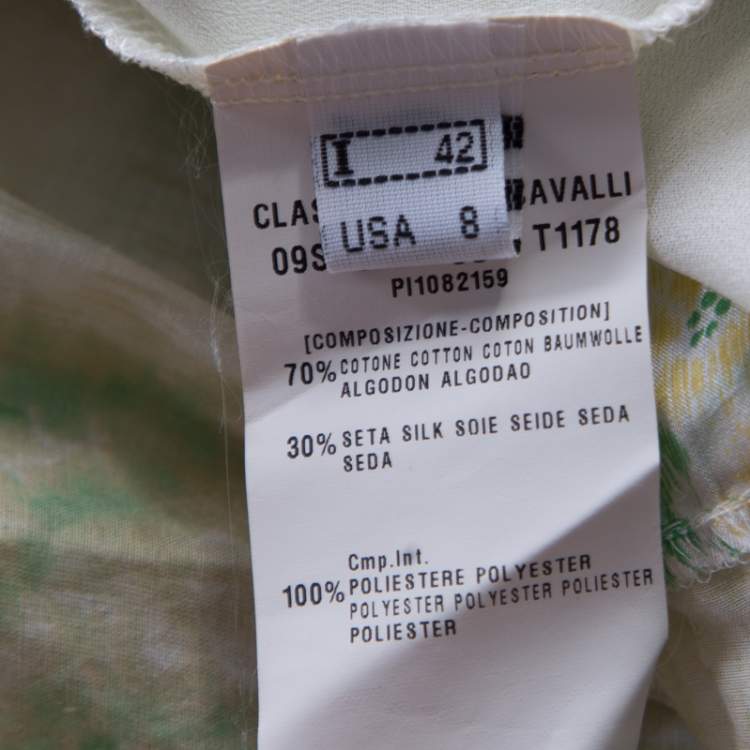 I 42
USA 8
CLAS AVALLI
09S T1178
PI1082159
[COMPOSIZIONE-COMPOSITION]
70% COTONE COTTON COTON BAUMWOLLE
ALGODON ALGODAO
30% SETA SILK SOIE SEIDE SEDA
SEDA
Cmp.Int.
100% POLIESTERE POLYESTER
POLYESTER POLYESTER POLIESTER
POLIESTER